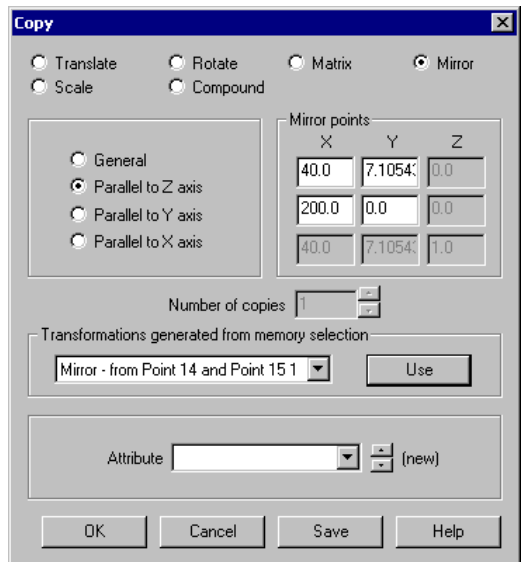 Copy
Translate Rotate Matrix Mirror
Scale Compound
Mirror points
X Y Z
General
40.0 7.1054 0.0
Parallel to Z axis
200.0 0.0 0.0
Parallel to Y axis
Parallel to X axis
40.0 7.1054 1.0
Number of copies 1
Transformations generated from memory selection
Mirror - from Point 14 and Point 15 1 Use
Attribute (new)
OK Cancel Save Help